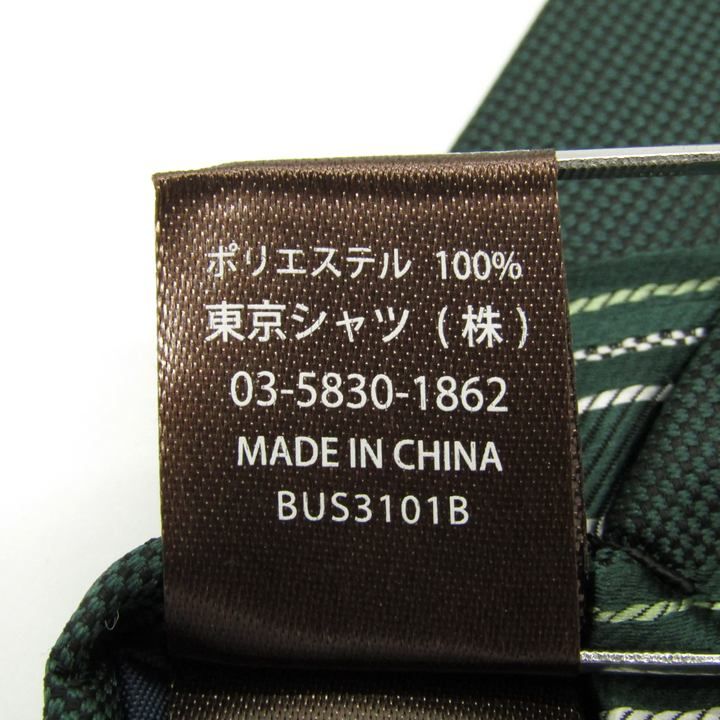 ポリエステル 100%
東京シャツ (株)
03-5830-1862
MADE IN CHINA
BUS3101B